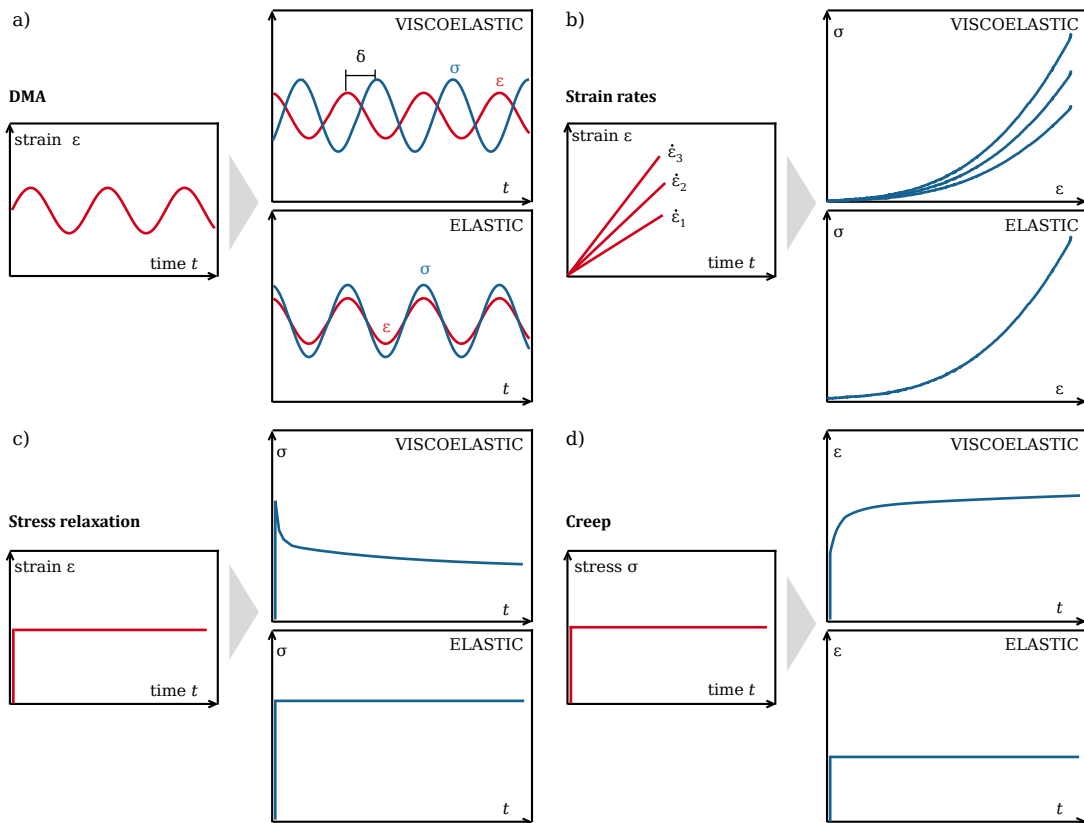 a)
DMA
strain ε
time t
VISCOELASTIC
δ
σ
ε
t
ELASTIC
σ
ε
t
b)
Strain rates
strain ε
ε̇₃
ε̇₂
ε̇₁
time t
σ
VISCOELASTIC
ε
σ
ELASTIC
ε
c)
Stress relaxation
strain ε
time t
σ
VISCOELASTIC
t
σ
ELASTIC
t
d)
Creep
stress σ
time t
ε
VISCOELASTIC
t
ε
ELASTIC
t